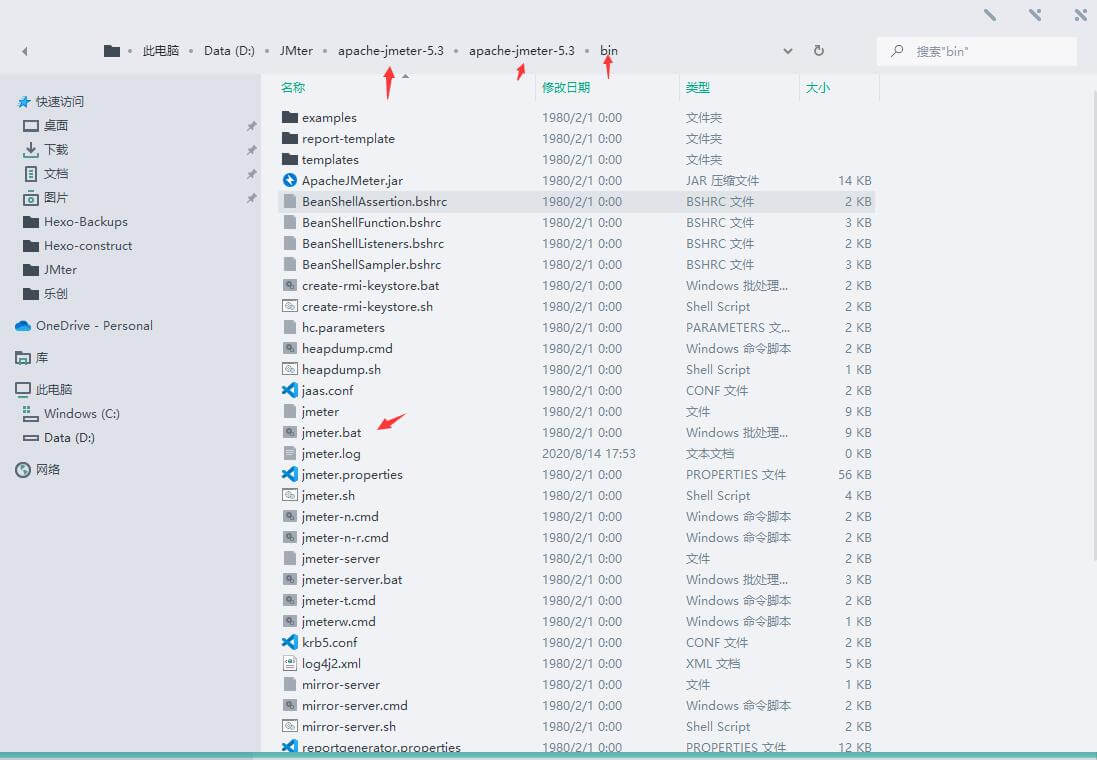 此电脑 Data (D:) JMter apache-jmeter-5.3 apache-jmeter-5.3 bin 搜索"bin"
名称 修改日期 类型 大小
快速访问
桌面
下载
文档
图片
Hexo-Backups
Hexo-construct
JMter
乐创
OneDrive - Personal
库
此电脑
Windows (C:)
Data (D:)
网络
examples 1980/2/1 0:00 文件夹
report-template 1980/2/1 0:00 文件夹
templates 1980/2/1 0:00 文件夹
ApacheJMeter.jar 1980/2/1 0:00 JAR 压缩文件 14 KB
BeanShellAssertion.bshrc 1980/2/1 0:00 BSHRC 文件 2 KB
BeanShellFunction.bshrc 1980/2/1 0:00 BSHRC 文件 3 KB
BeanShellListeners.bshrc 1980/2/1 0:00 BSHRC 文件 2 KB
BeanShellSampler.bshrc 1980/2/1 0:00 BSHRC 文件 3 KB
create-rmi-keystore.bat 1980/2/1 0:00 Windows 批处理... 2 KB
create-rmi-keystore.sh 1980/2/1 0:00 Shell Script 2 KB
hc.parameters 1980/2/1 0:00 PARAMETERS 文... 2 KB
heapdump.cmd 1980/2/1 0:00 Windows 命令脚本 2 KB
heapdump.sh 1980/2/1 0:00 Shell Script 1 KB
jaas.conf 1980/2/1 0:00 CONF 文件 2 KB
jmeter 1980/2/1 0:00 文件 9 KB
jmeter.bat 1980/2/1 0:00 Windows 批处理... 9 KB
jmeter.log 2020/8/14 17:53 文本文档 0 KB
jmeter.properties 1980/2/1 0:00 PROPERTIES 文件 56 KB
jmeter.sh 1980/2/1 0:00 Shell Script 4 KB
jmeter-n.cmd 1980/2/1 0:00 Windows 命令脚本 2 KB
jmeter-n-r.cmd 1980/2/1 0:00 Windows 命令脚本 2 KB
jmeter-server 1980/2/1 0:00 文件 2 KB
jmeter-server.bat 1980/2/1 0:00 Windows 批处理... 3 KB
jmeter-t.cmd 1980/2/1 0:00 Windows 命令脚本 2 KB
jmeterw.cmd 1980/2/1 0:00 Windows 命令脚本 1 KB
krb5.conf 1980/2/1 0:00 CONF 文件 2 KB
log4j2.xml 1980/2/1 0:00 XML 文档 5 KB
mirror-server 1980/2/1 0:00 文件 1 KB
mirror-server.cmd 1980/2/1 0:00 Windows 命令脚本 2 KB
mirror-server.sh 1980/2/1 0:00 Shell Script 2 KB
reportgenerator.properties 1980/2/1 0:00 PROPERTIES 文件 12 KB